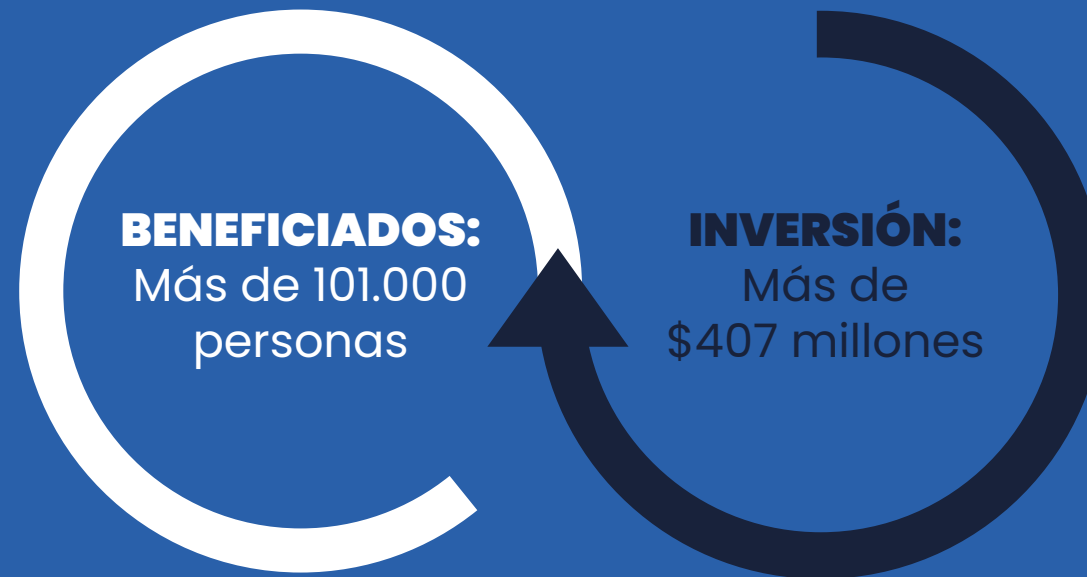 BENEFICIADOS:
Más de 101.000
personas
INVERSIÓN:
Más de
$407 millones